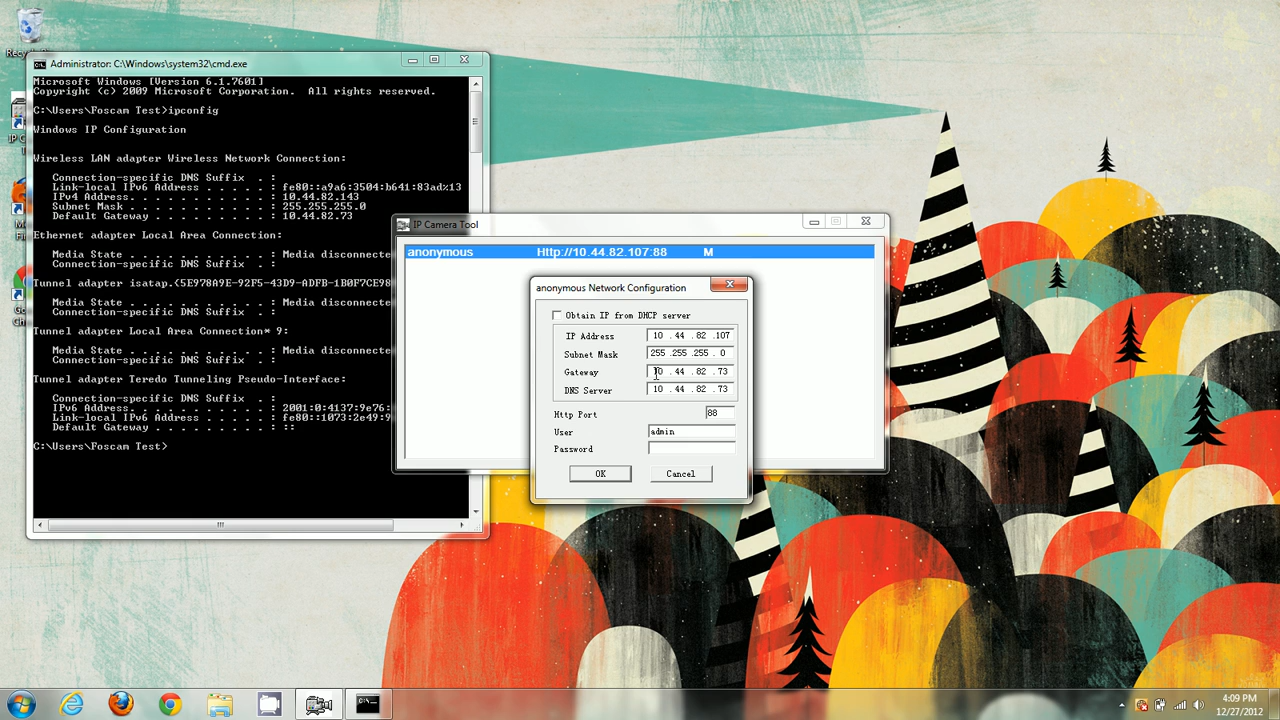 Recy
IP C
T
Mo
Fi
Go
Ch
Administrator: C:\Windows\system32\cmd.exe
Microsoft Windows [Version 6.1.7601]
Copyright (c) 2009 Microsoft Corporation.  All rights reserved.
C:\Users\Foscam Test>ipconfig
Windows IP Configuration
Wireless LAN adapter Wireless Network Connection:
Connection-specific DNS Suffix  . :
Link-local IPv6 Address . . . . . : fe80::a9a6:3504:b641:83ad%13
IPv4 Address. . . . . . . . . . . : 10.44.82.143
Subnet Mask . . . . . . . . . . . : 255.255.255.0
Default Gateway . . . . . . . . . : 10.44.82.73
Ethernet adapter Local Area Connection:
Media State . . . . . . . . . . . : Media disconnecte
Connection-specific DNS Suffix  . :
Tunnel adapter isatap.{5E978A9E-92F5-43D9-ADFB-1B0F7CE98
Media State . . . . . . . . . . . : Media disconnecte
Connection-specific DNS Suffix  . :
Tunnel adapter Local Area Connection* 9:
Media State . . . . . . . . . . . : Media disconnecte
Connection-specific DNS Suffix  . :
Tunnel adapter Teredo Tunneling Pseudo-Interface:
Connection-specific DNS Suffix  . :
IPv6 Address. . . . . . . . . . . : 2001:0:4137:9e76:
Link-local IPv6 Address . . . . . : fe80::1073:2e49:9
Default Gateway . . . . . . . . . : ::
C:\Users\Foscam Test>
IP Camera Tool
anonymous Http://10.44.82.107:88 M
anonymous Network Configuration
Obtain IP from DHCP server
IP Address 10 . 44 . 82 .107
Subnet Mask 255 .255 .255 . 0
Gateway 10 . 44 . 82 . 73
DNS Server 10 . 44 . 82 . 73
Http Port 88
User admin
Password
OK Cancel
4:09 PM
12/27/2012